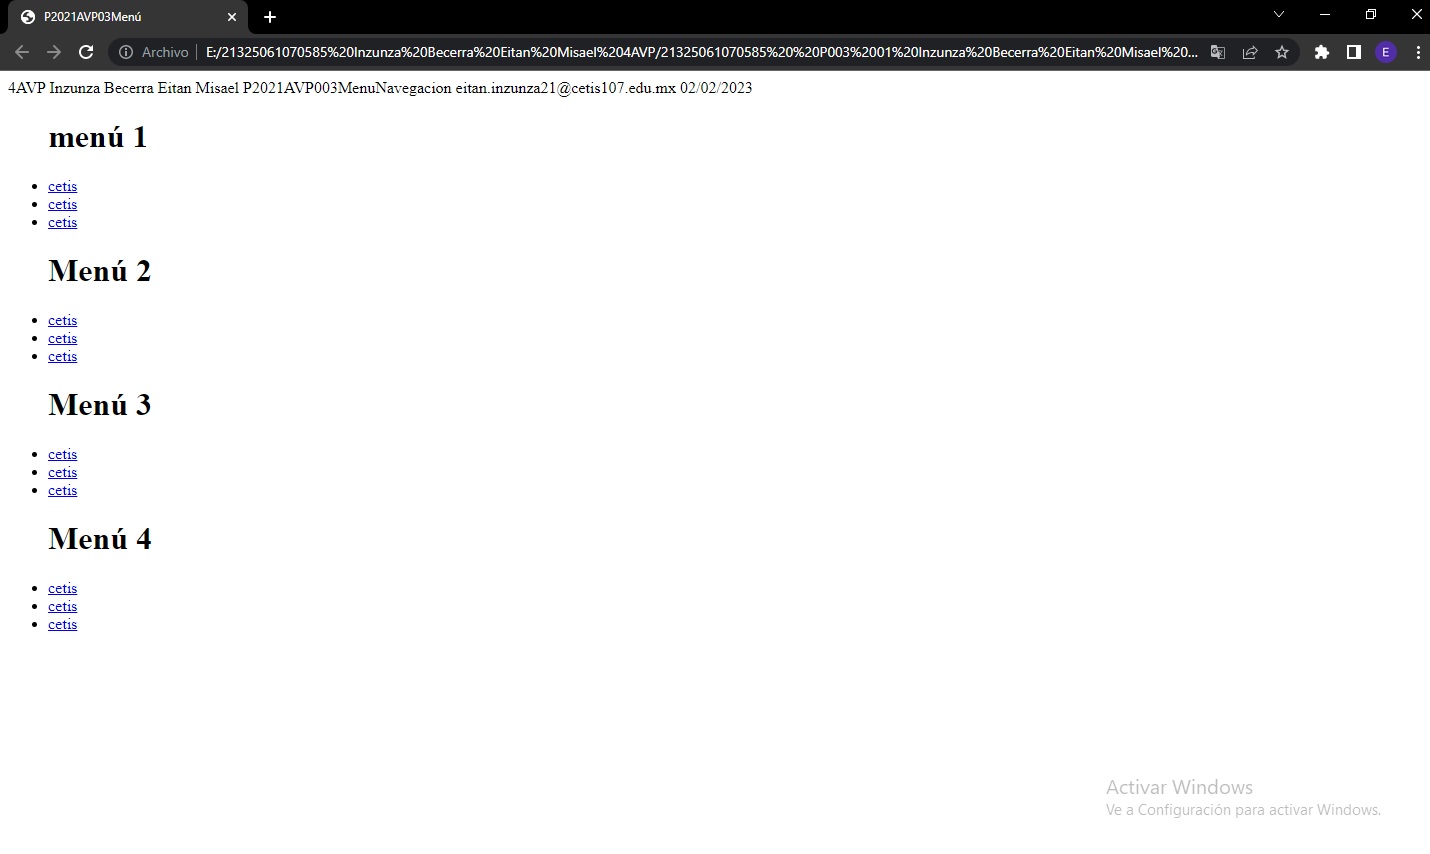 P2021AVP03Menú
Archivo E:/21325061070585%20Inzunza%20Becerra%20Eitan%20Misael%204AVP/21325061070585%20%20P003%2001%20Inzunza%20Becerra%20Eitan%20Misael%20... E
4AVP Inzunza Becerra Eitan Misael P2021AVP003MenuNavegacion eitan.inzunza21@cetis107.edu.mx 02/02/2023
menú 1
cetis
cetis
cetis
Menú 2
cetis
cetis
cetis
Menú 3
cetis
cetis
cetis
Menú 4
cetis
cetis
cetis
Activar Windows
Ve a Configuración para activar Windows.